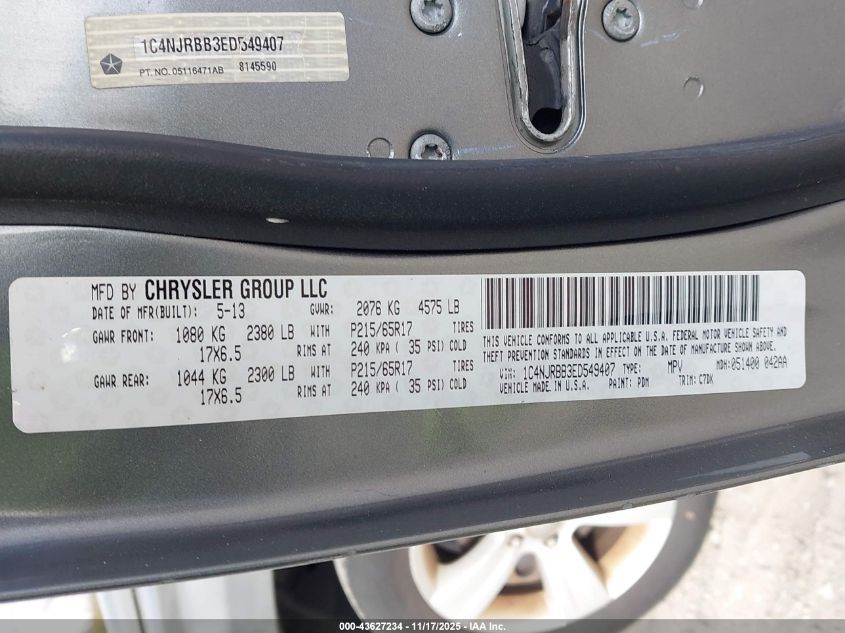 1C4NJRBB3ED549407
PT. NO. 05116471AB 8145590
MFD BY CHRYSLER GROUP LLC
DATE OF MFR(BUILT): 5-13 GVWR: 2076 KG 4575 LB
GAWR FRONT: 1080 KG 2380 LB WITH P215/65R17 TIRES
17X6.5 RIMS AT 240 KPA ( 35 PSI) COLD
GAWR REAR: 1044 KG 2300 LB WITH P215/65R17 TIRES
17X6.5 RIMS AT 240 KPA ( 35 PSI) COLD
THIS VEHICLE CONFORMS TO ALL APPLICABLE U.S.A. FEDERAL MOTOR VEHICLE SAFETY AND
THEFT PREVENTION STANDARDS IN EFFECT ON THE DATE OF MANUFACTURE SHOWN ABOVE.
VIN: 1C4NJRBB3ED549407 TYPE: MPV MDH: 051400 042AA
VEHICLE MADE IN U.S.A. PAINT: PDM TRIM: C7DK
000-43627234 - 11/17/2025 - IAA Inc.